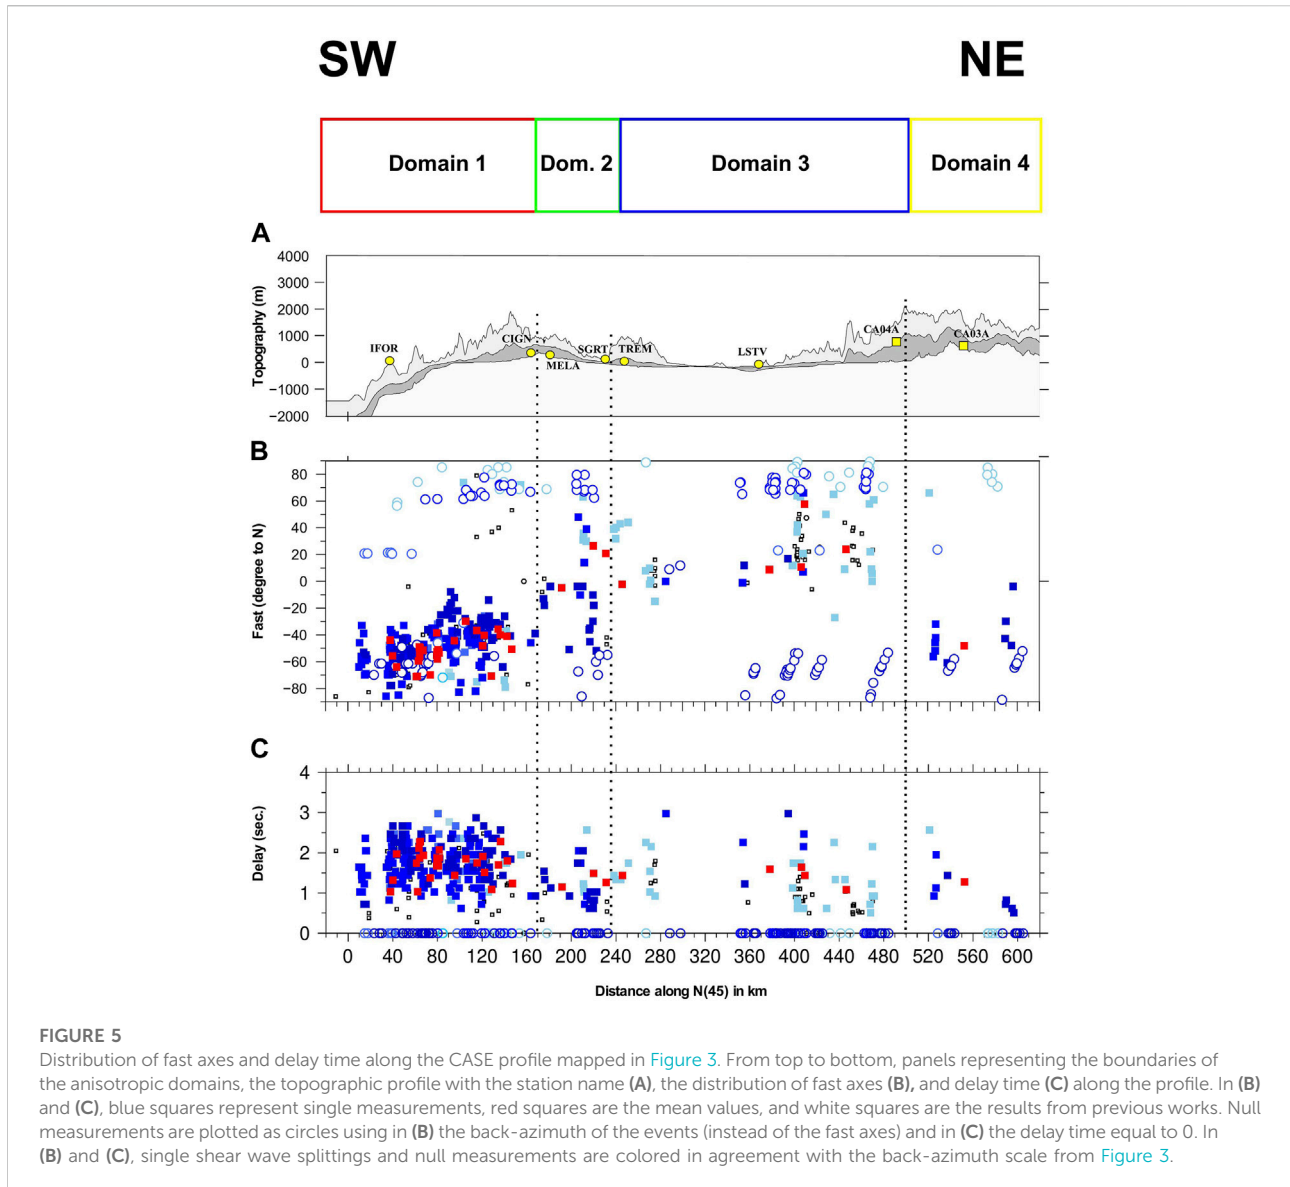 SW
NE
Domain 1
Dom. 2
Domain 3
Domain 4
A
Topography (m)
4000
3000
2000
1000
0
−1000
−2000
IFOR
CIGN
MELA
SGRT
TREM
LSTV
CA04A
CA03A
B
Fast (degree to N)
80
60
40
20
0
−20
−40
−60
−80
C
Delay (sec.)
4
3
2
1
0
0 40 80 120 160 200 240 280 320 360 400 440 480 520 560 600
Distance along N(45) in km
FIGURE 5
Distribution of fast axes and delay time along the CASE profile mapped in Figure 3. From top to bottom, panels representing the boundaries of
the anisotropic domains, the topographic profile with the station name (A), the distribution of fast axes (B), and delay time (C) along the profile. In (B)
and (C), blue squares represent single measurements, red squares are the mean values, and white squares are the results from previous works. Null
measurements are plotted as circles using in (B) the back-azimuth of the events (instead of the fast axes) and in (C) the delay time equal to 0. In
(B) and (C), single shear wave splittings and null measurements are colored in agreement with the back-azimuth scale from Figure 3.